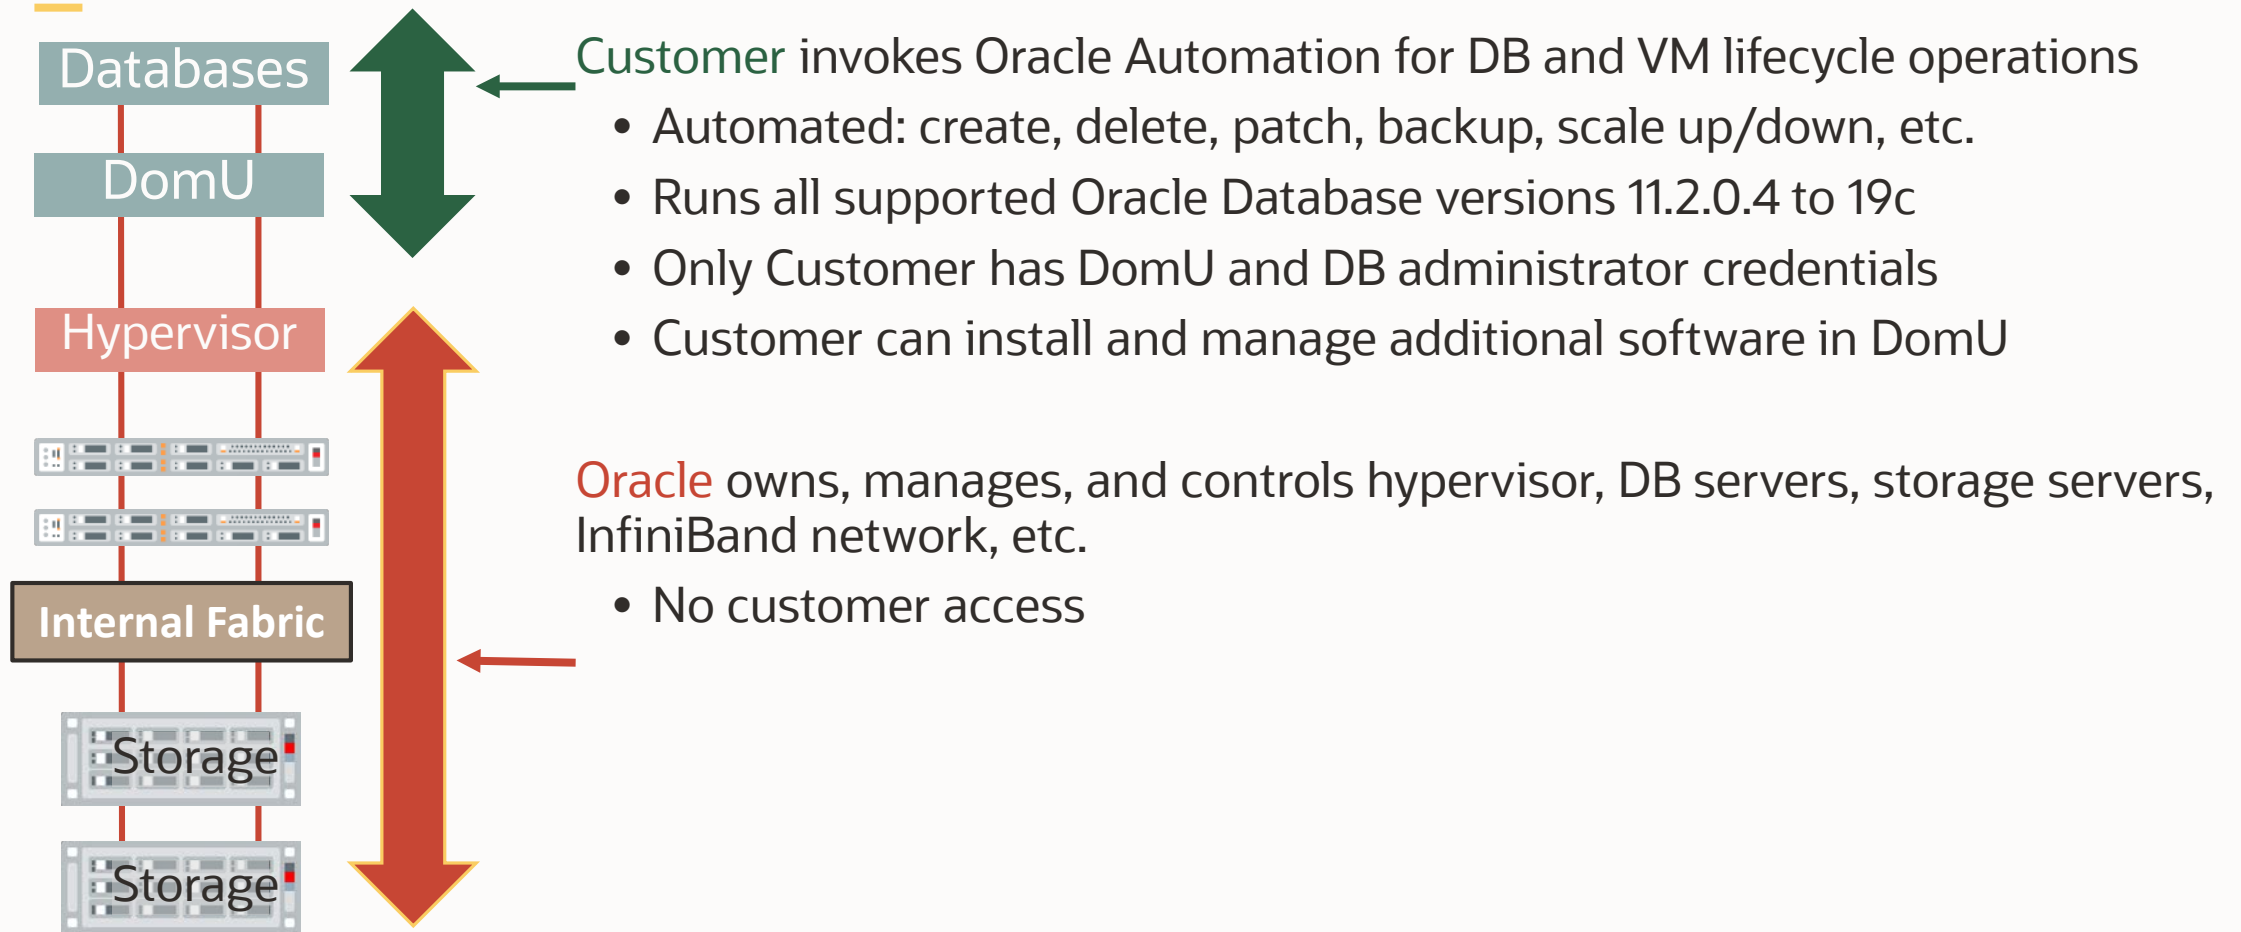 Databases
DomU
Hypervisor
Internal Fabric
Storage
Storage
Customer invokes Oracle Automation for DB and VM lifecycle operations
• Automated: create, delete, patch, backup, scale up/down, etc.
• Runs all supported Oracle Database versions 11.2.0.4 to 19c
• Only Customer has DomU and DB administrator credentials
• Customer can install and manage additional software in DomU
Oracle owns, manages, and controls hypervisor, DB servers, storage servers,
InfiniBand network, etc.
• No customer access